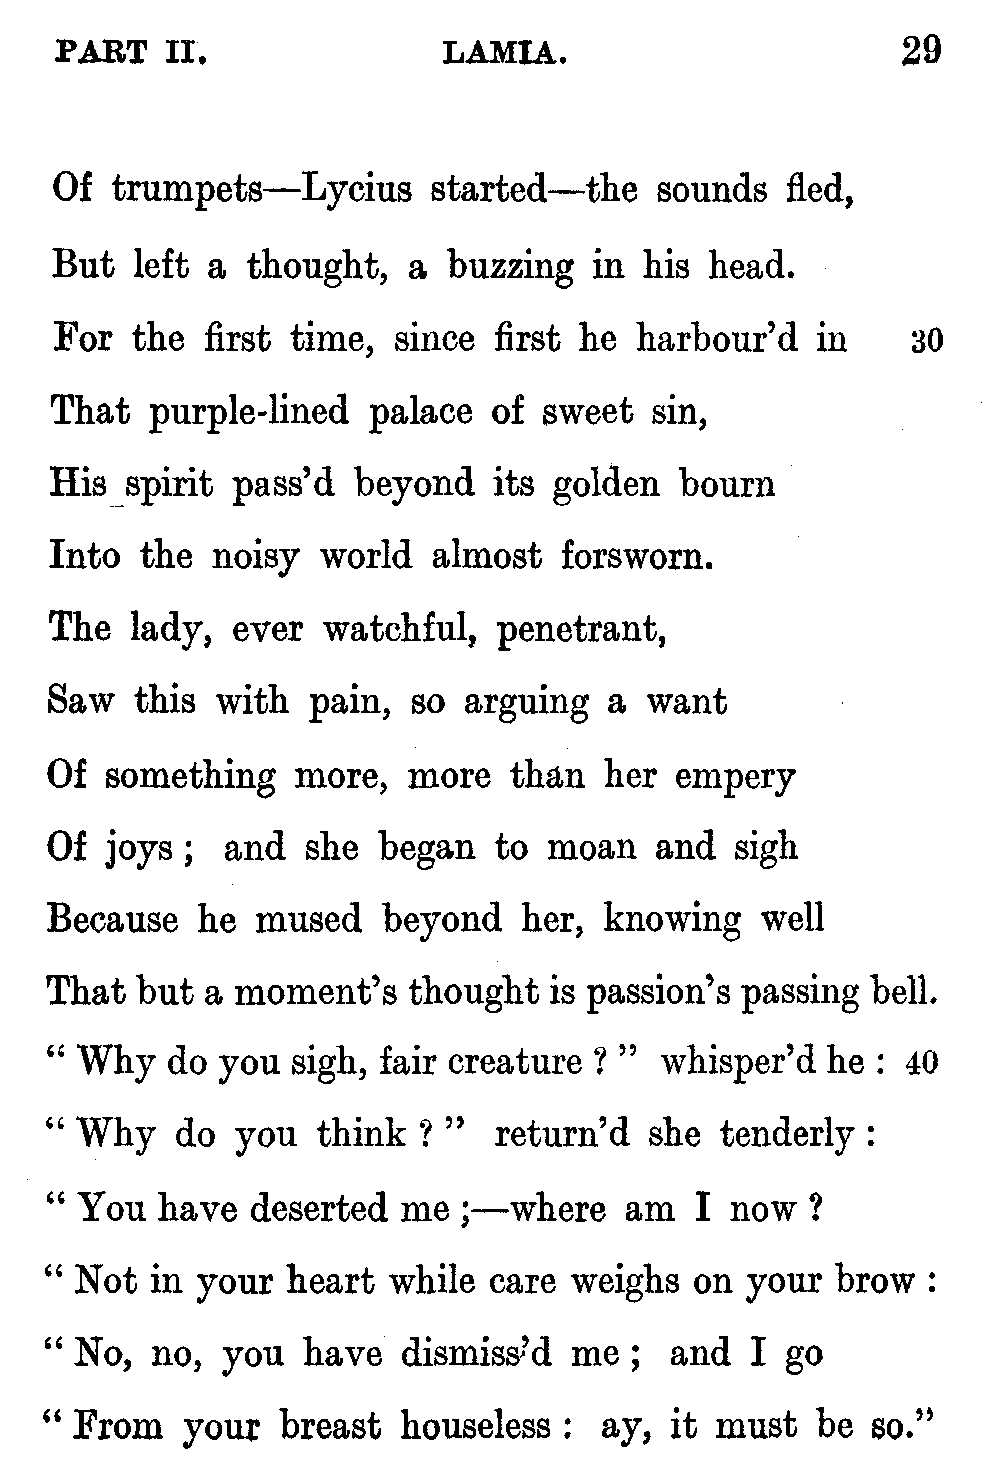 PART II. LAMIA. 29
Of trumpets—Lycius started—the sounds fled,
But left a thought, a buzzing in his head.
For the first time, since first he harbour'd in 30
That purple-lined palace of sweet sin,
His spirit pass'd beyond its golden bourn
Into the noisy world almost forsworn.
The lady, ever watchful, penetrant,
Saw this with pain, so arguing a want
Of something more, more than her empery
Of joys ; and she began to moan and sigh
Because he mused beyond her, knowing well
That but a moment's thought is passion's passing bell.
“ Why do you sigh, fair creature ? ” whisper'd he : 40
“ Why do you think ? ” return'd she tenderly :
“ You have deserted me ;—where am I now ?
“ Not in your heart while care weighs on your brow :
“ No, no, you have dismiss'd me ; and I go
“ From your breast houseless : ay, it must be so.”